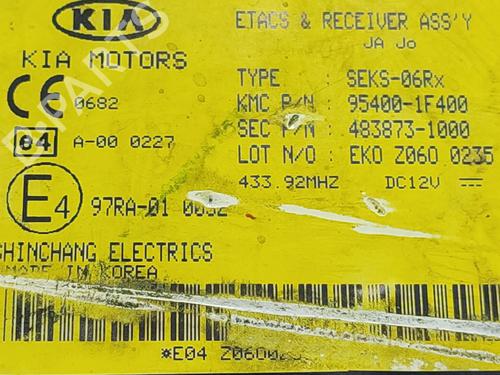 KIA
ETACS & RECEIVER ASS'Y
JA Jo
KIA MOTORS
TYPE : SEKS-06Rx
CE 0682
KMC P/N : 95400-1F400
84 A-00 0227
SEC P/N : 483873-1000
LOT N/O : EKO Z060 0235
433.92MHZ DC12V
E4 97RA-01 0032
SHINCHANG ELECTRICS
MADE IN KOREA
*E04